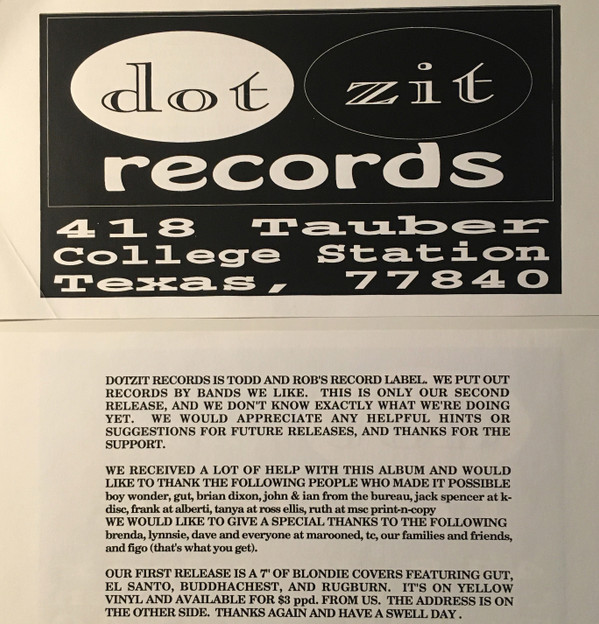 dot zit
records
418 Tauber
College Station
Texas, 77840
DOTZIT RECORDS IS TODD AND ROB'S RECORD LABEL. WE PUT OUT
RECORDS BY BANDS WE LIKE. THIS IS ONLY OUR SECOND
RELEASE, AND WE DON'T KNOW EXACTLY WHAT WE'RE DOING
YET. WE WOULD APPRECIATE ANY HELPFUL HINTS OR
SUGGESTIONS FOR FUTURE RELEASES, AND THANKS FOR THE
SUPPORT.
WE RECEIVED A LOT OF HELP WITH THIS ALBUM AND WOULD
LIKE TO THANK THE FOLLOWING PEOPLE WHO MADE IT POSSIBLE
boy wonder, gut, brian dixon, john & ian from the bureau, jack spencer at k-
disc, frank at alberti, tanya at ross ellis, ruth at msc print-n-copy
WE WOULD LIKE TO GIVE A SPECIAL THANKS TO THE FOLLOWING
brenda, lynnsie, dave and everyone at marooned, tc, our families and friends,
and figo (that's what you get).
OUR FIRST RELEASE IS A 7" OF BLONDIE COVERS FEATURING GUT,
EL SANTO, BUDDHACHEST, AND RUGBURN. IT'S ON YELLOW
VINYL AND AVAILABLE FOR $3 ppd. FROM US. THE ADDRESS IS ON
THE OTHER SIDE. THANKS AGAIN AND HAVE A SWELL DAY .